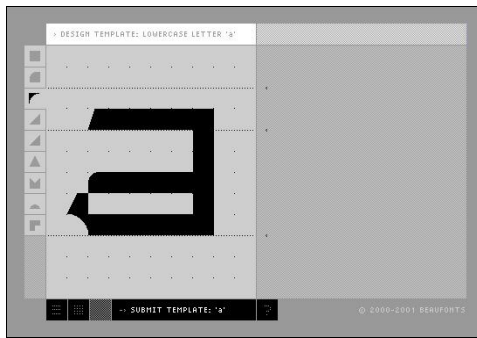 > DESIGN TEMPLATE: LOWERCASE LETTER 'a'
a
-> SUBMIT TEMPLATE: 'a'
?
© 2000-2001 BEAUFONTS